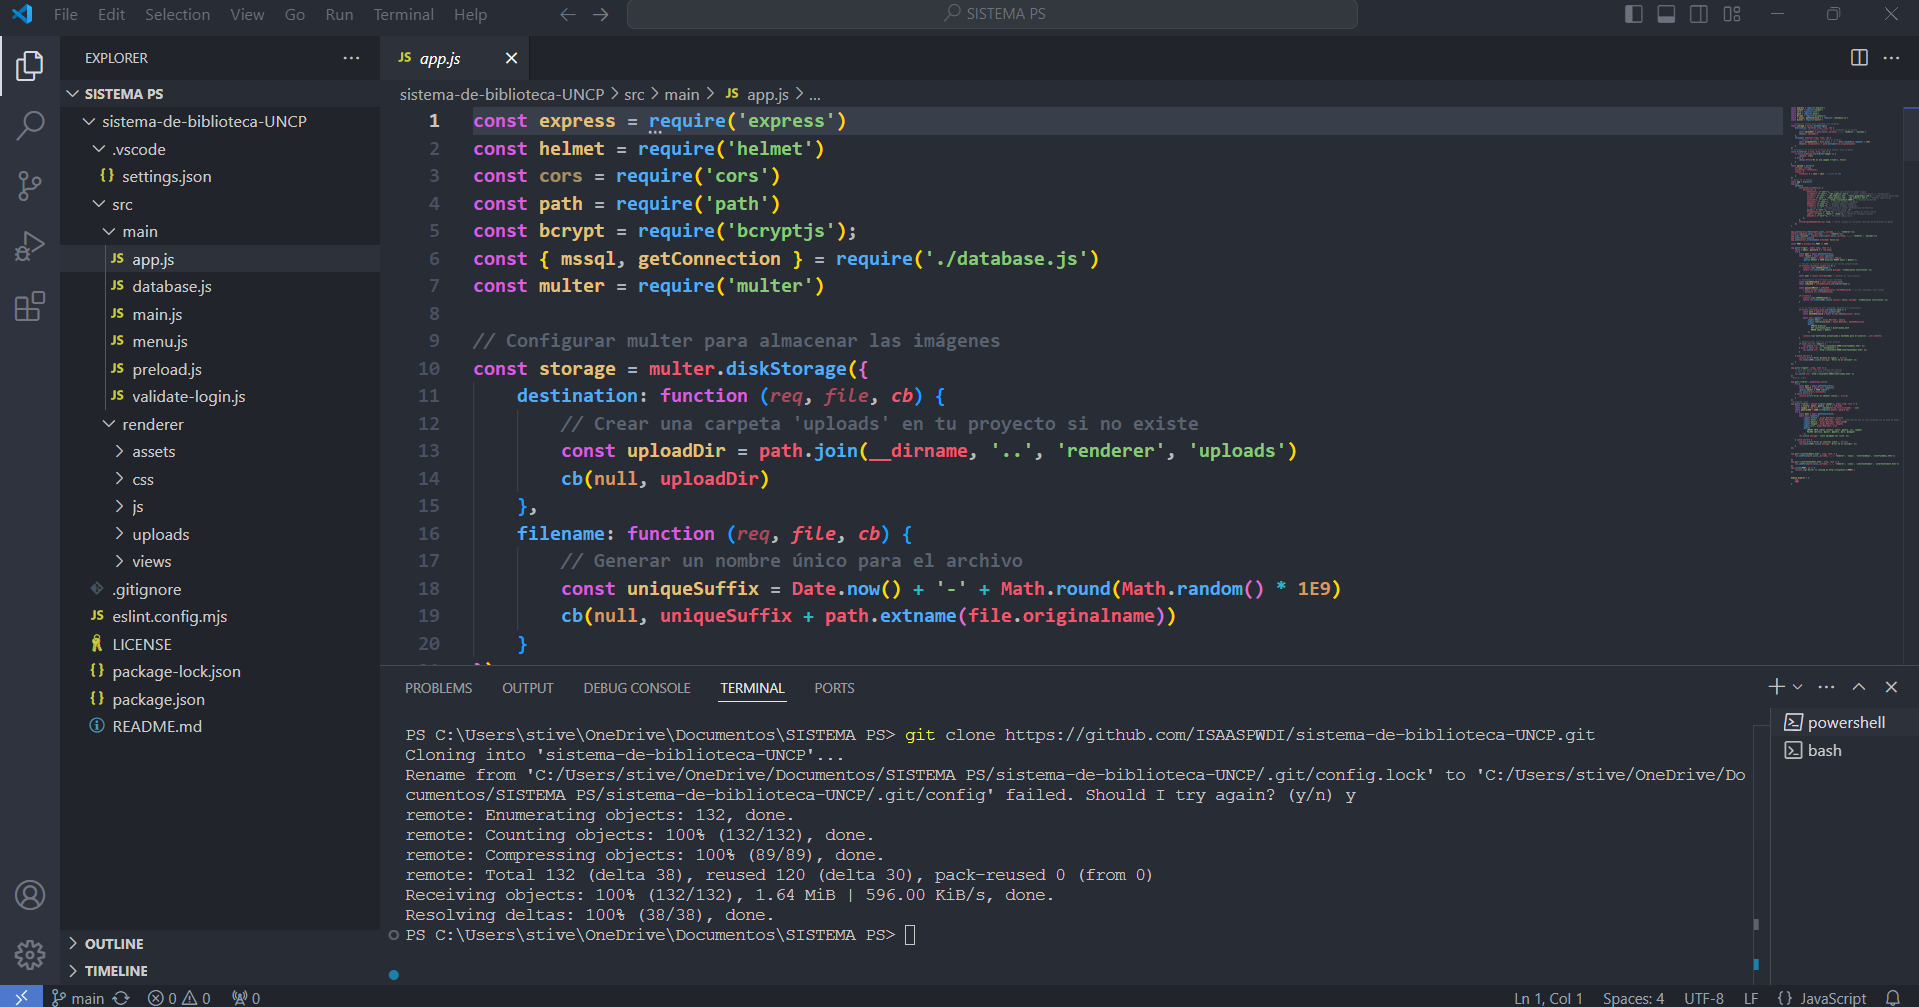 File Edit Selection View Go Run Terminal Help
SISTEMA PS
EXPLORER
SISTEMA PS
sistema-de-biblioteca-UNCP
.vscode
{} settings.json
src
main
JS app.js
JS database.js
JS main.js
JS menu.js
JS preload.js
JS validate-login.js
renderer
assets
css
js
uploads
views
.gitignore
JS eslint.config.mjs
LICENSE
{} package-lock.json
{} package.json
README.md
OUTLINE
TIMELINE
JS app.js
sistema-de-biblioteca-UNCP > src > main > JS app.js > ...
1 const express = require('express')
2 const helmet = require('helmet')
3 const cors = require('cors')
4 const path = require('path')
5 const bcrypt = require('bcryptjs');
6 const { mssql, getConnection } = require('./database.js')
7 const multer = require('multer')
8
9 // Configurar multer para almacenar las imágenes
10 const storage = multer.diskStorage({
11 destination: function (req, file, cb) {
12 // Crear una carpeta 'uploads' en tu proyecto si no existe
13 const uploadDir = path.join(__dirname, '..', 'renderer', 'uploads')
14 cb(null, uploadDir)
15 },
16 filename: function (req, file, cb) {
17 // Generar un nombre único para el archivo
18 const uniqueSuffix = Date.now() + '-' + Math.round(Math.random() * 1E9)
19 cb(null, uniqueSuffix + path.extname(file.originalname))
20 }
PROBLEMS OUTPUT DEBUG CONSOLE TERMINAL PORTS
PS C:\Users\stive\OneDrive\Documentos\SISTEMA PS> git clone https://github.com/ISAASPWDI/sistema-de-biblioteca-UNCP.git
Cloning into 'sistema-de-biblioteca-UNCP'...
Rename from 'C:/Users/stive/OneDrive/Documentos/SISTEMA PS/sistema-de-biblioteca-UNCP/.git/config.lock' to 'C:/Users/stive/OneDrive/Do
cumentos/SISTEMA PS/sistema-de-biblioteca-UNCP/.git/config' failed. Should I try again? (y/n) y
remote: Enumerating objects: 132, done.
remote: Counting objects: 100% (132/132), done.
remote: Compressing objects: 100% (89/89), done.
remote: Total 132 (delta 38), reused 120 (delta 30), pack-reused 0 (from 0)
Receiving objects: 100% (132/132), 1.64 MiB | 596.00 KiB/s, done.
Resolving deltas: 100% (38/38), done.
PS C:\Users\stive\OneDrive\Documentos\SISTEMA PS>
powershell
bash
main 0 0 0 Ln 1, Col 1 Spaces: 4 UTF-8 LF {} JavaScript